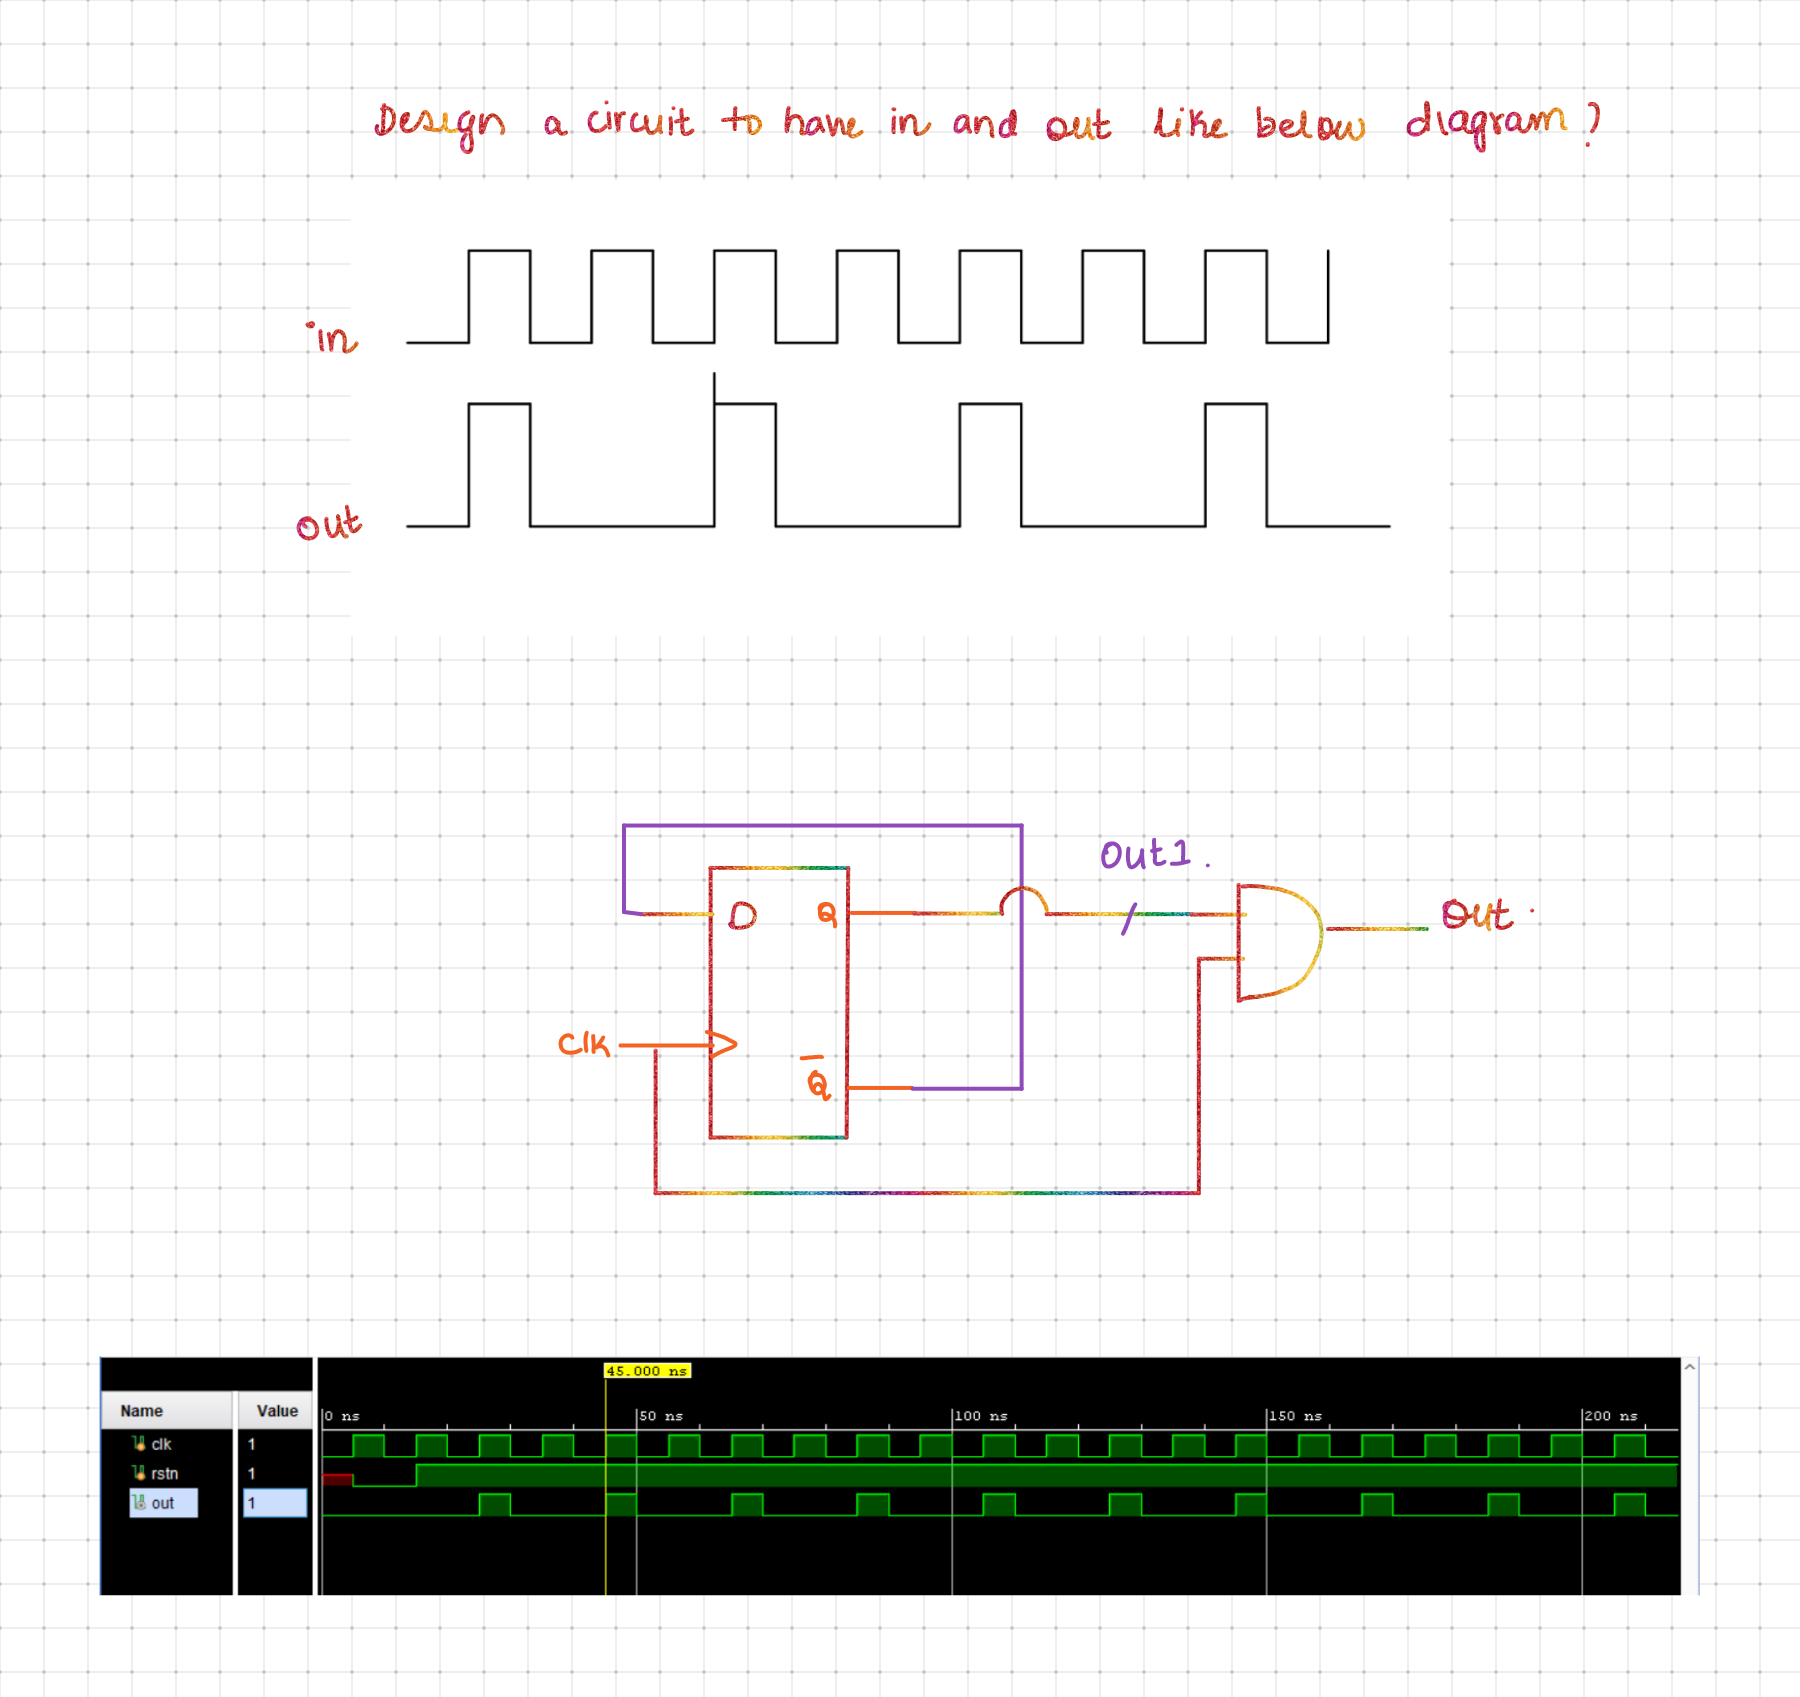 Design a circuit to have in and out like below diagram?
in
out
Out1.
D Q
Out.
Clk
Q̅
45.000 ns
Name Value
0 ns 50 ns 100 ns 150 ns 200 ns
clk 1
rstn 1
out 1